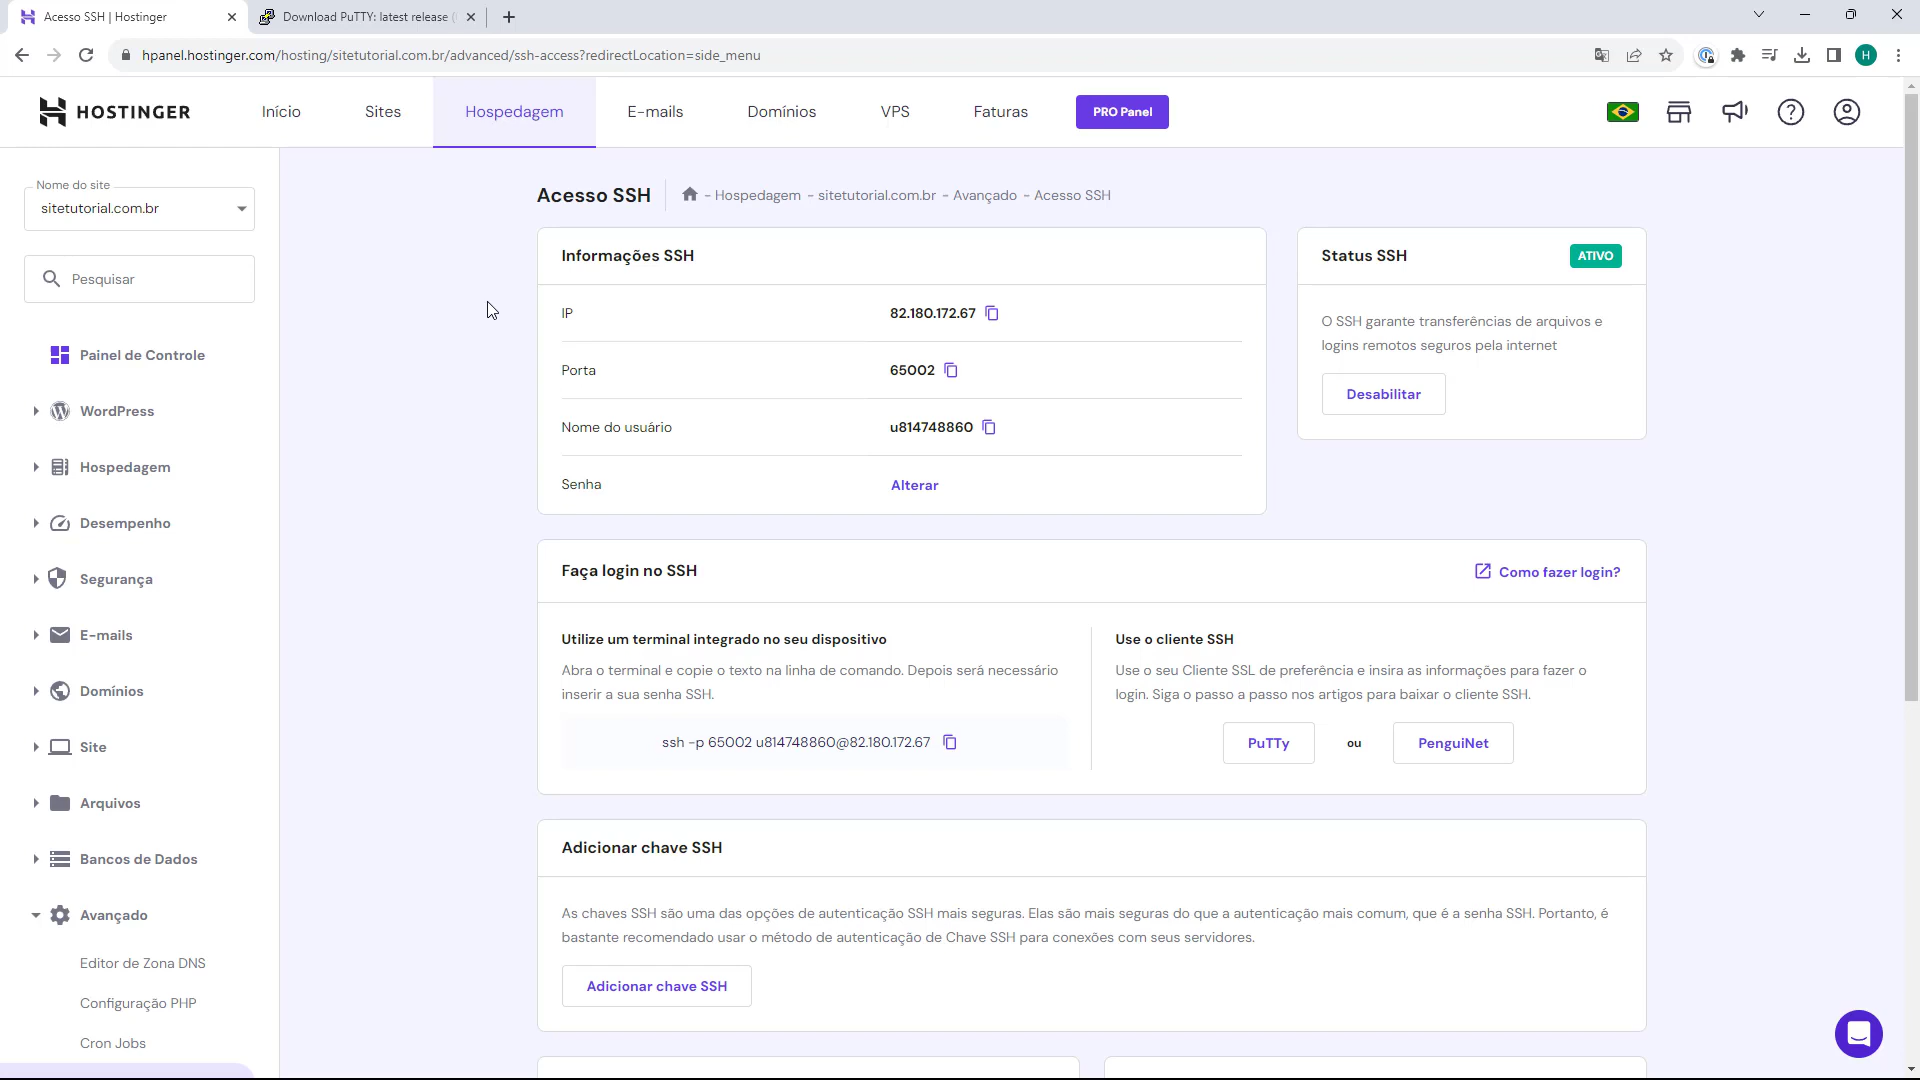 Acesso SSH | Hostinger
Download PuTTY: latest release (
hpanel.hostinger.com/hosting/sitetutorial.com.br/advanced/ssh-access?redirectLocation=side_menu
H
HOSTINGER
Início
Sites
Hospedagem
E-mails
Domínios
VPS
Faturas
PRO Panel
Nome do site
sitetutorial.com.br
Pesquisar
Painel de Controle
WordPress
Hospedagem
Desempenho
Segurança
E-mails
Domínios
Site
Arquivos
Bancos de Dados
Avançado
Editor de Zona DNS
Configuração PHP
Cron Jobs
Acesso SSH
- Hospedagem - sitetutorial.com.br - Avançado - Acesso SSH
Informações SSH
IP 82.180.172.67
Porta 65002
Nome do usuário u814748860
Senha Alterar
Status SSH
ATIVO
O SSH garante transferências de arquivos e
logins remotos seguros pela internet
Desabilitar
Faça login no SSH
Como fazer login?
Utilize um terminal integrado no seu dispositivo
Abra o terminal e copie o texto na linha de comando. Depois será necessário
inserir a sua senha SSH.
ssh -p 65002 u814748860@82.180.172.67
Use o cliente SSH
Use o seu Cliente SSL de preferência e insira as informações para fazer o
login. Siga o passo a passo nos artigos para baixar o cliente SSH.
PuTTy
ou
PenguiNet
Adicionar chave SSH
As chaves SSH são uma das opções de autenticação SSH mais seguras. Elas são mais seguras do que a autenticação mais comum, que é a senha SSH. Portanto, é
bastante recomendado usar o método de autenticação de Chave SSH para conexões com seus servidores.
Adicionar chave SSH